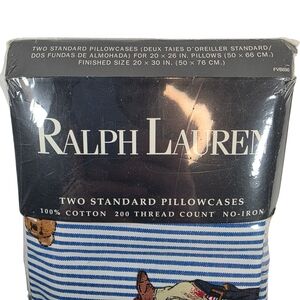 TWO STANDARD PILLOWCASES (DEUX TAIES D'OREILLER STANDARD/
DOS FUNDAS DE ALMOHADA) FOR 20 × 26 IN. PILLOWS (50 × 66 CM.)
FINISHED SIZE 20 × 30 IN. (50 × 76 CM.)
RALPH LAUREN
TWO STANDARD PILLOWCASES
100% COTTON 200 THREAD COUNT NO-IRON